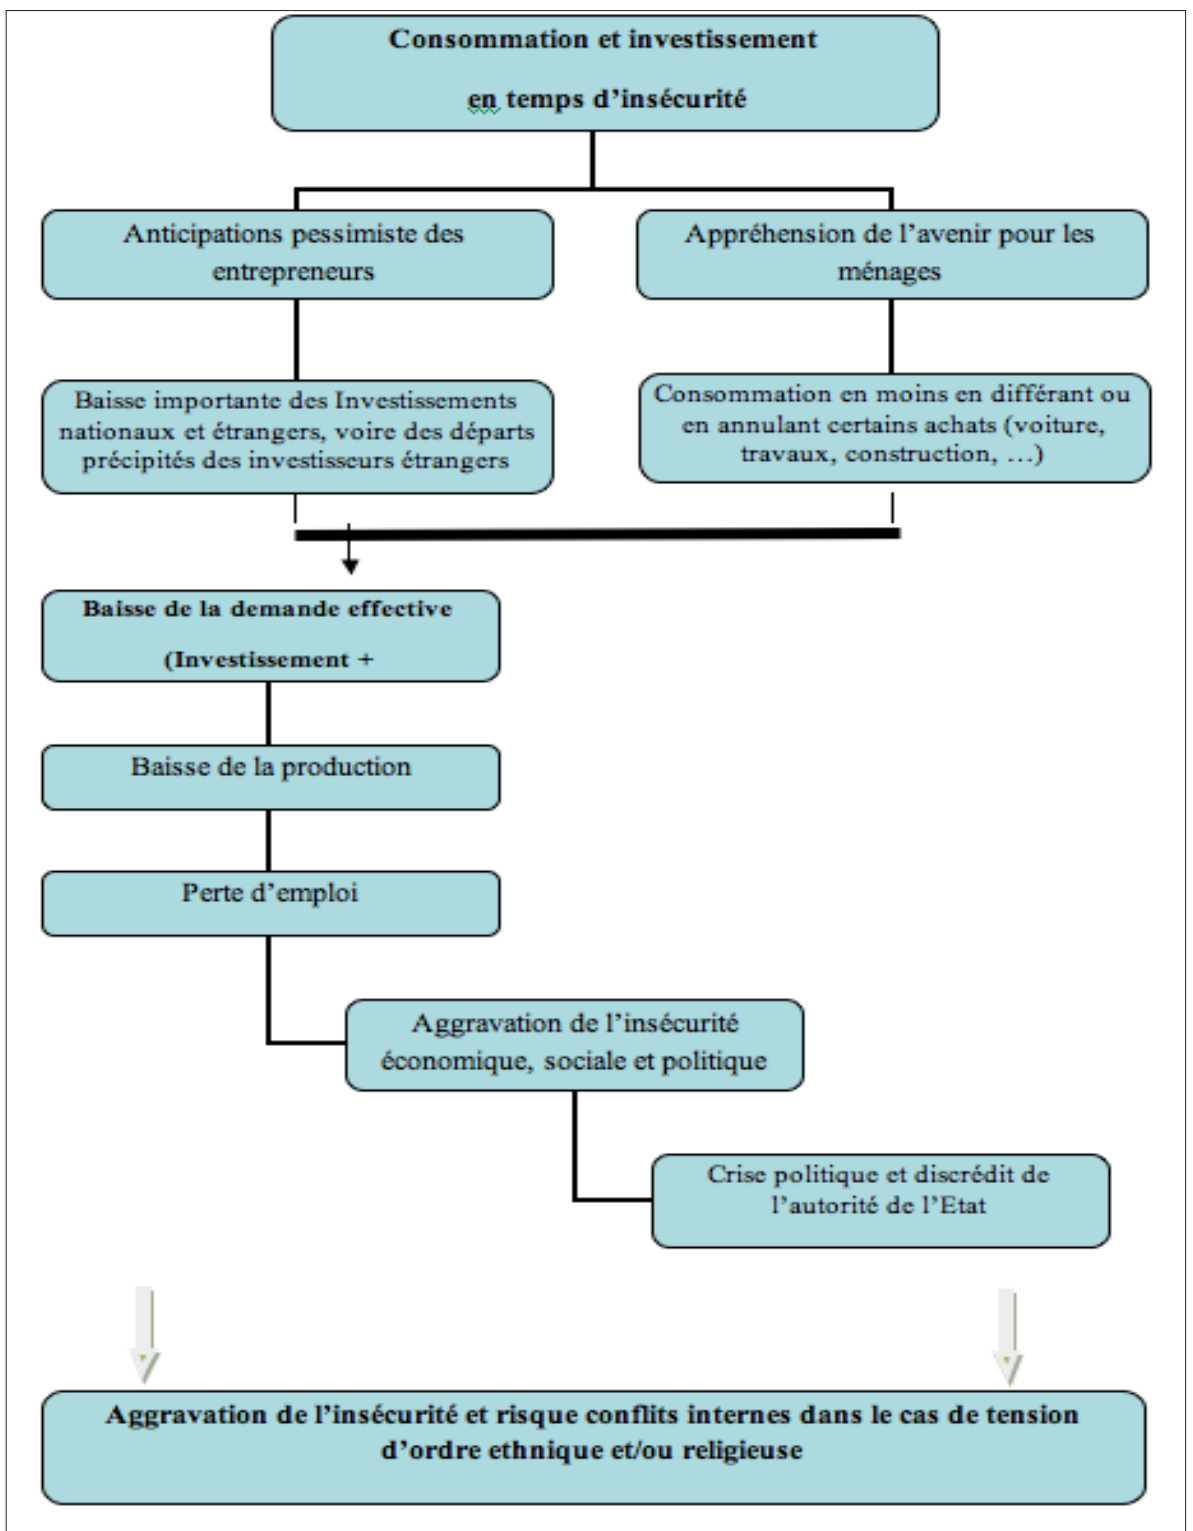 Consommation et investissement
en temps d’insécurité
Anticipations pessimiste des
entrepreneurs
Appréhension de l’avenir pour les
ménages
Baisse importante des Investissements
nationaux et étrangers, voire des départs
précipités des investisseurs étrangers
Consommation en moins en différant ou
en annulant certains achats (voiture,
travaux, construction, …)
Baisse de la demande effective
(Investissement +
Baisse de la production
Perte d’emploi
Aggravation de l’insécurité
économique, sociale et politique
Crise politique et discrédit de
l’autorité de l’Etat
Aggravation de l’insécurité et risque conflits internes dans le cas de tension
d’ordre ethnique et/ou religieuse